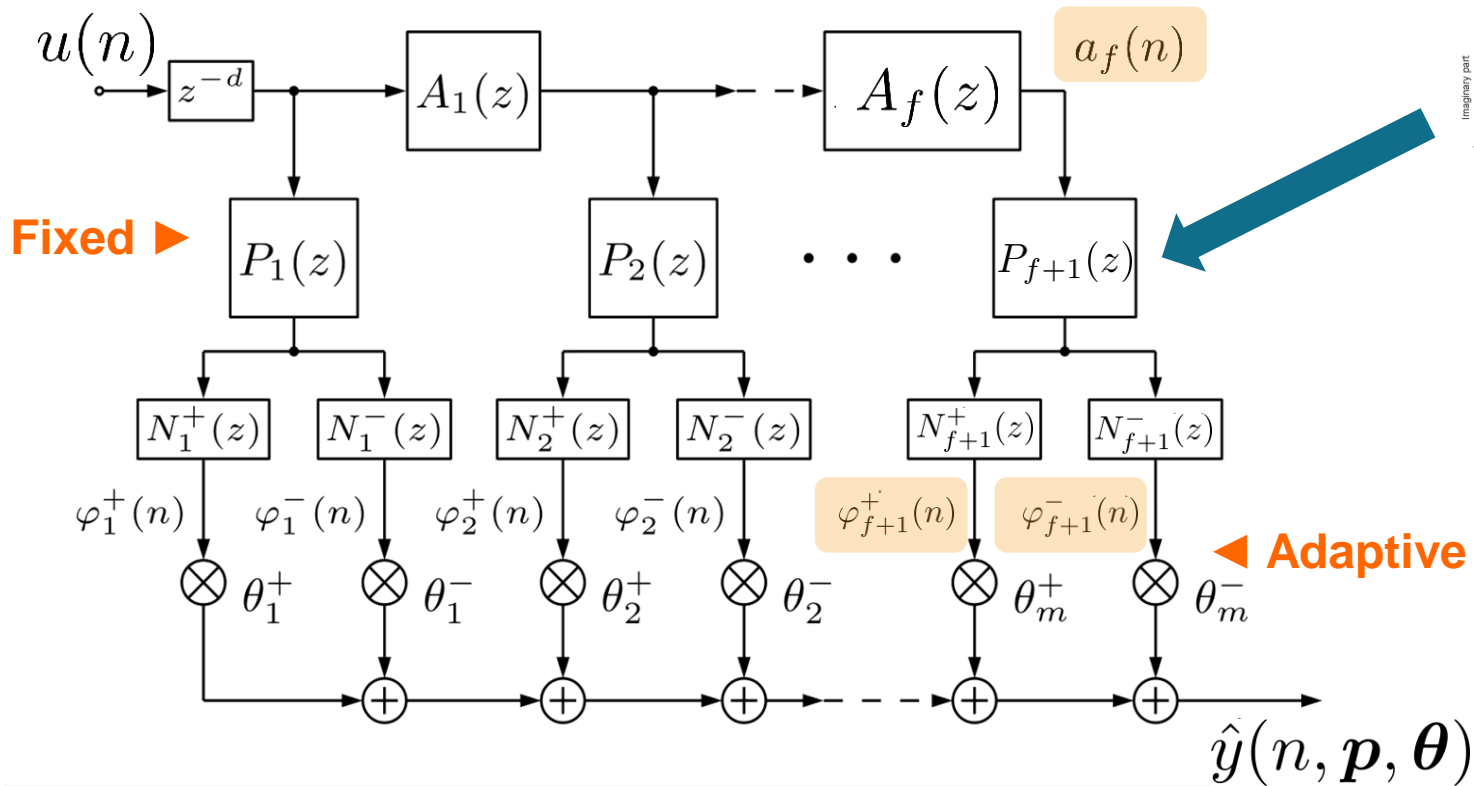 u(n)
z^{-d}
A_1(z)
A_f(z)
a_f(n)
Imaginary part
Fixed ►
P_1(z)
P_2(z)
· · ·
P_{f+1}(z)
N_1^+(z)
N_1^-(z)
N_2^+(z)
N_2^-(z)
N_{f+1}^+(z)
N_{f+1}^-(z)
φ_1^+(n)
φ_1^-(n)
φ_2^+(n)
φ_2^-(n)
φ_{f+1}^+(n)
φ_{f+1}^-(n)
◄ Adaptive
θ_1^+
θ_1^-
θ_2^+
θ_2^-
θ_m^+
θ_m^-
ŷ(n, p, θ)